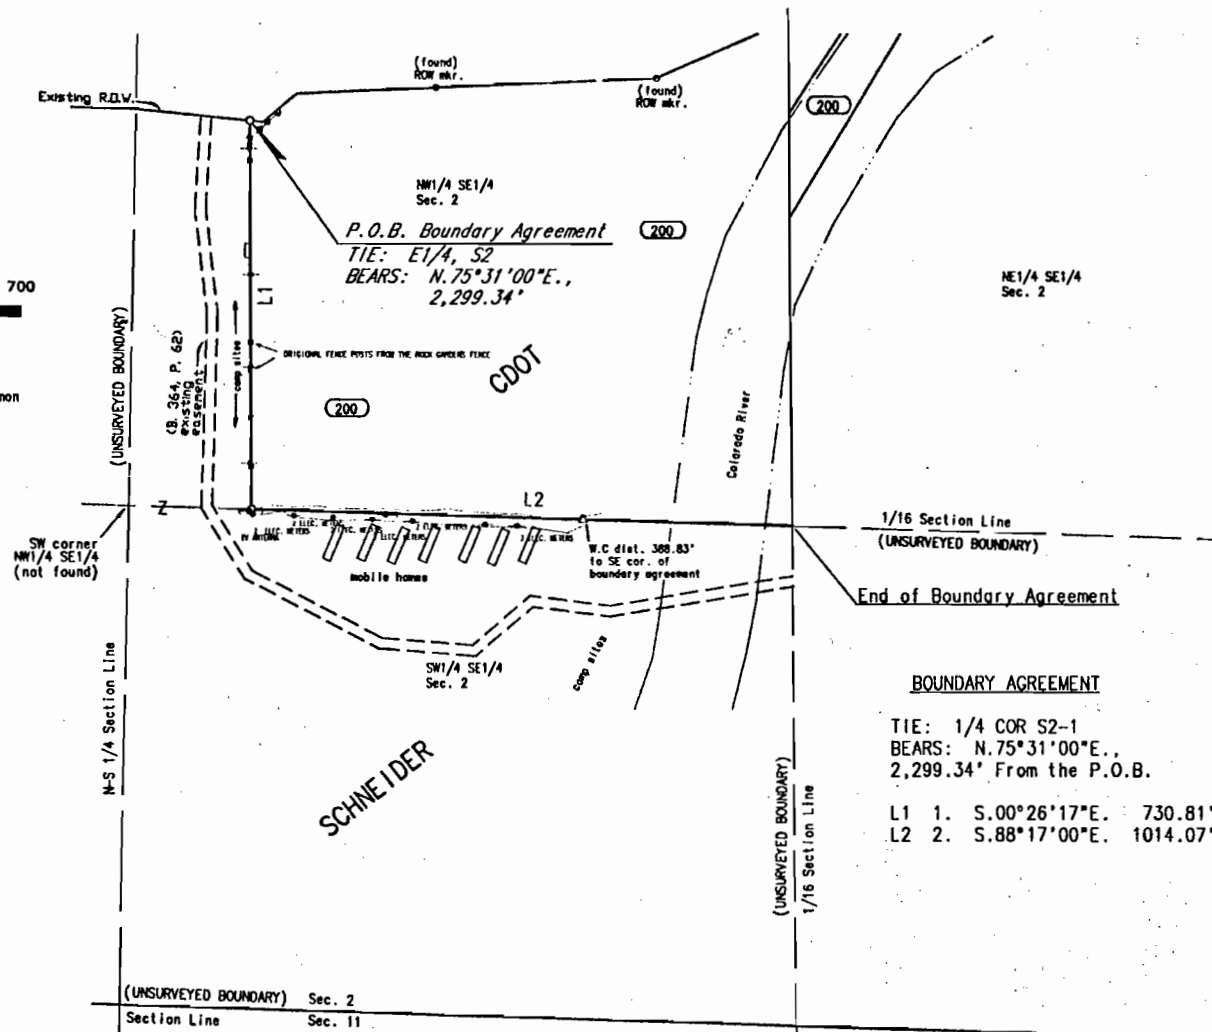 (found)
ROW mkr.
(found)
ROW mkr.
Existing R.O.W.
200
NW1/4 SE1/4
Sec. 2
P.O.B. Boundary Agreement
TIE: E1/4, S2
BEARS: N.75°31'00"E.,
2,299.34'
200
NE1/4 SE1/4
Sec. 2
700
L1
(UNSURVEYED BOUNDARY)
(B. 364, P. 62)
existing
easement
camp sites
ORIGIONAL FENCE POSTS FROM THE ROCK GARDENS FENCE
CDOT
200
Colorado River
Z
L2
1/16 Section Line
(UNSURVEYED BOUNDARY)
SW corner
NW1/4 SE1/4
(not found)
2 ELEC. METERS
2 ELEC. METERS
mobile homes
W.C dist. 388.83'
to SE cor. of
boundary agreement
End of Boundary Agreement
SW1/4 SE1/4
Sec. 2
camp sites
N-S 1/4 Section Line
SCHNEIDER
BOUNDARY AGREEMENT
TIE: 1/4 COR S2-1
BEARS: N.75°31'00"E.,
2,299.34' From the P.O.B.
L1 1. S.00°26'17"E. 730.81'
L2 2. S.88°17'00"E. 1014.07'
(UNSURVEYED BOUNDARY)
1/16 Section Line
(UNSURVEYED BOUNDARY) Sec. 2
Section Line Sec. 11